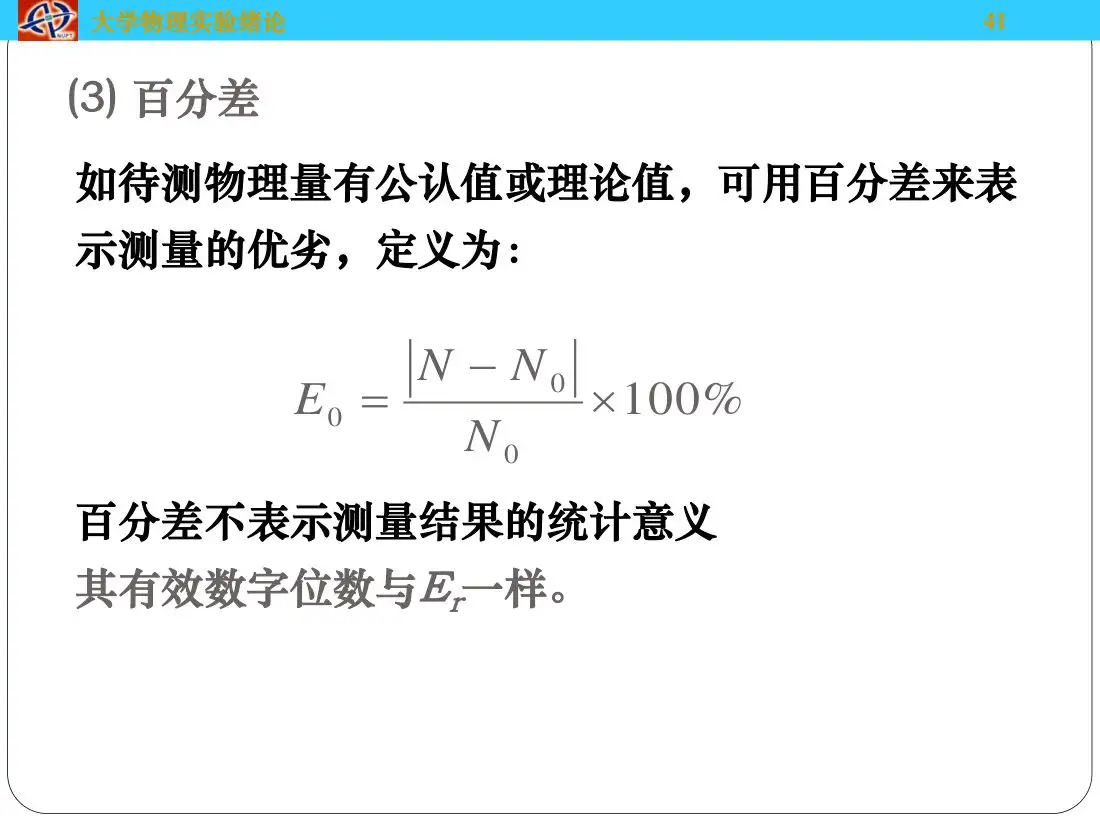 NUPT
大学物理实验绪论
41
(3) 百分差
如待测物理量有公认值或理论值，可用百分差来表
示测量的优劣，定义为：
E₀ = |N − N₀| / N₀ ×100%
百分差不表示测量结果的统计意义
其有效数字位数与Eᵣ一样。